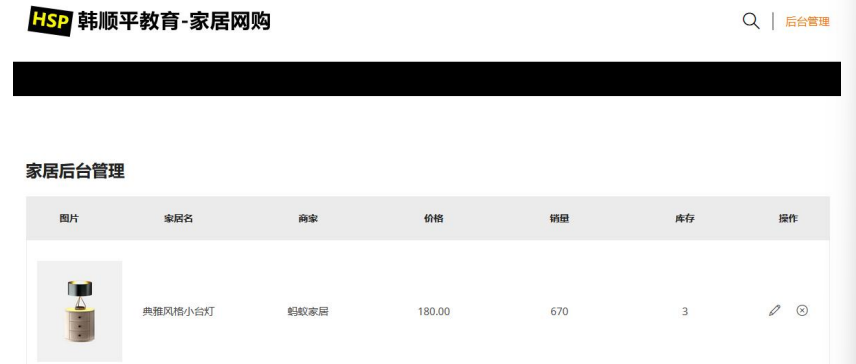 HSP 韩顺平教育-家居网购
后台管理
家居后台管理
图片 家居名 商家 价格 销量 库存 操作
典雅风格小台灯 蚂蚁家居 180.00 670 3